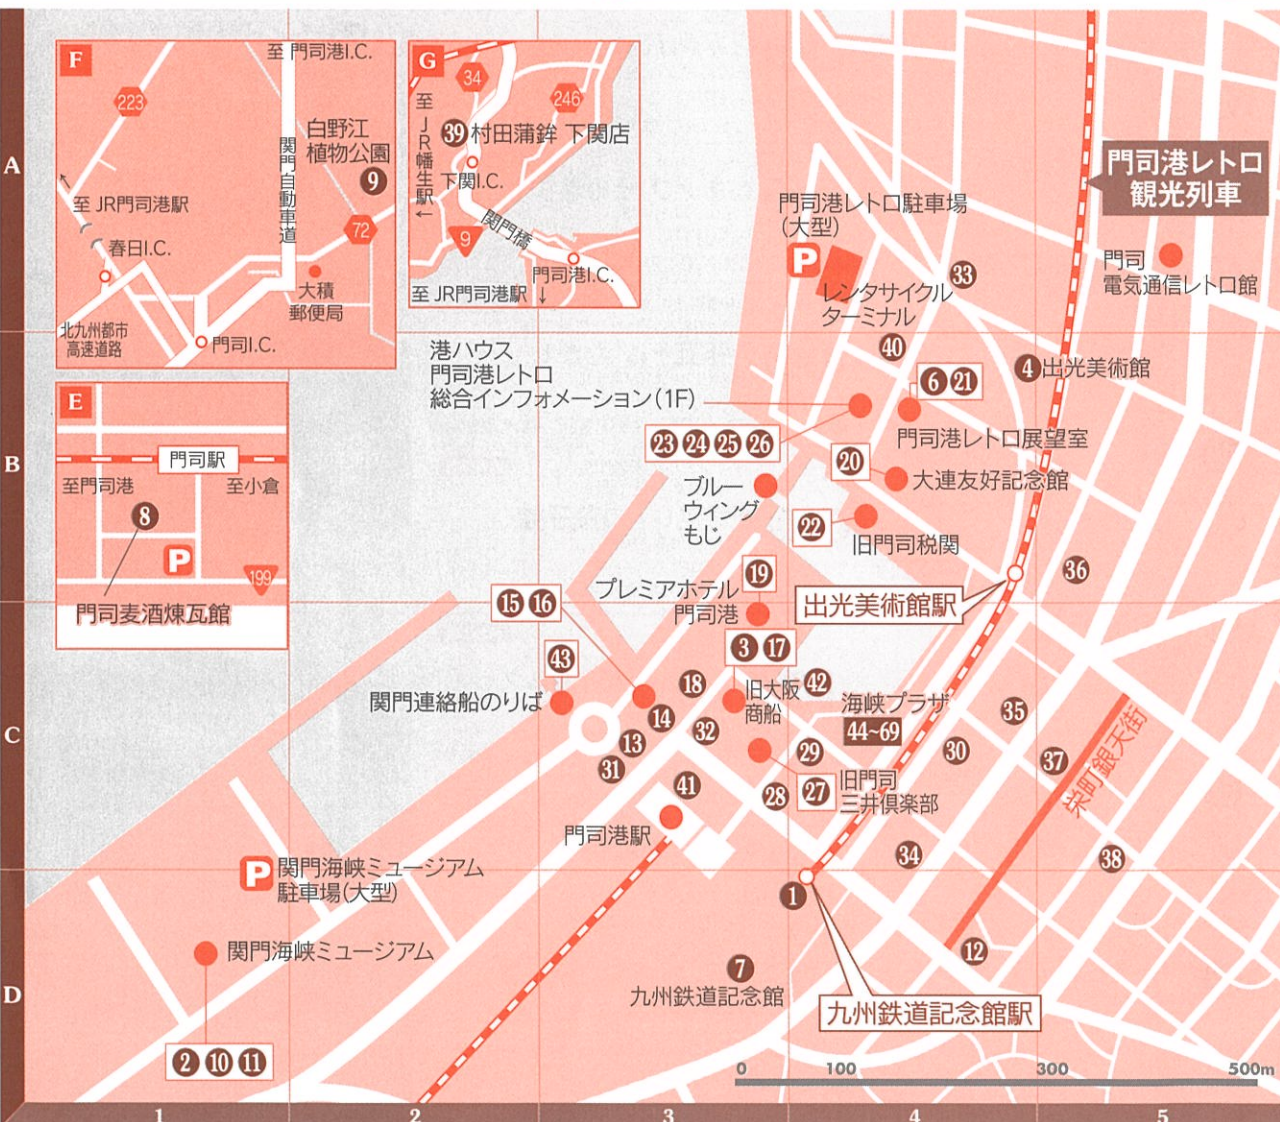 F
至 門司港I.C.
223
白野江
植物公園
9
関門自動車道
至 JR門司港駅
72
春日I.C.
大積
郵便局
北九州都市
高速道路
門司I.C.
G
34
246
至JR幡生駅←
39 村田蒲鉾 下関店
下関I.C.
関門橋
9
門司港I.C.
至 JR門司港駅↓
E
門司駅
至門司港
至小倉
8
P
199
門司麦酒煉瓦館
A
B
C
D
門司港レトロ
観光列車
門司港レトロ駐車場
(大型)
P
33
門司
電気通信レトロ館
レンタサイクル
ターミナル
40
港ハウス
門司港レトロ
総合インフォメーション(1F)
4 出光美術館
6 21
門司港レトロ展望室
23 24 25 26
20
大連友好記念館
ブルー
ウィング
もじ
22
旧門司税関
36
19
プレミアホテル
門司港
出光美術館駅
15 16
3 17
43
関門連絡船のりば
18
旧大阪
商船
42
海峡プラザ
44~69
14
32
13
31
29
30
35
37
栄町銀天街
41
28
27
旧門司
三井倶楽部
門司港駅
34
38
P
関門海峡ミュージアム
駐車場(大型)
1
関門海峡ミュージアム
12
7
九州鉄道記念館
九州鉄道記念館駅
2 10 11
0 100 300 500m
1 2 3 4 5